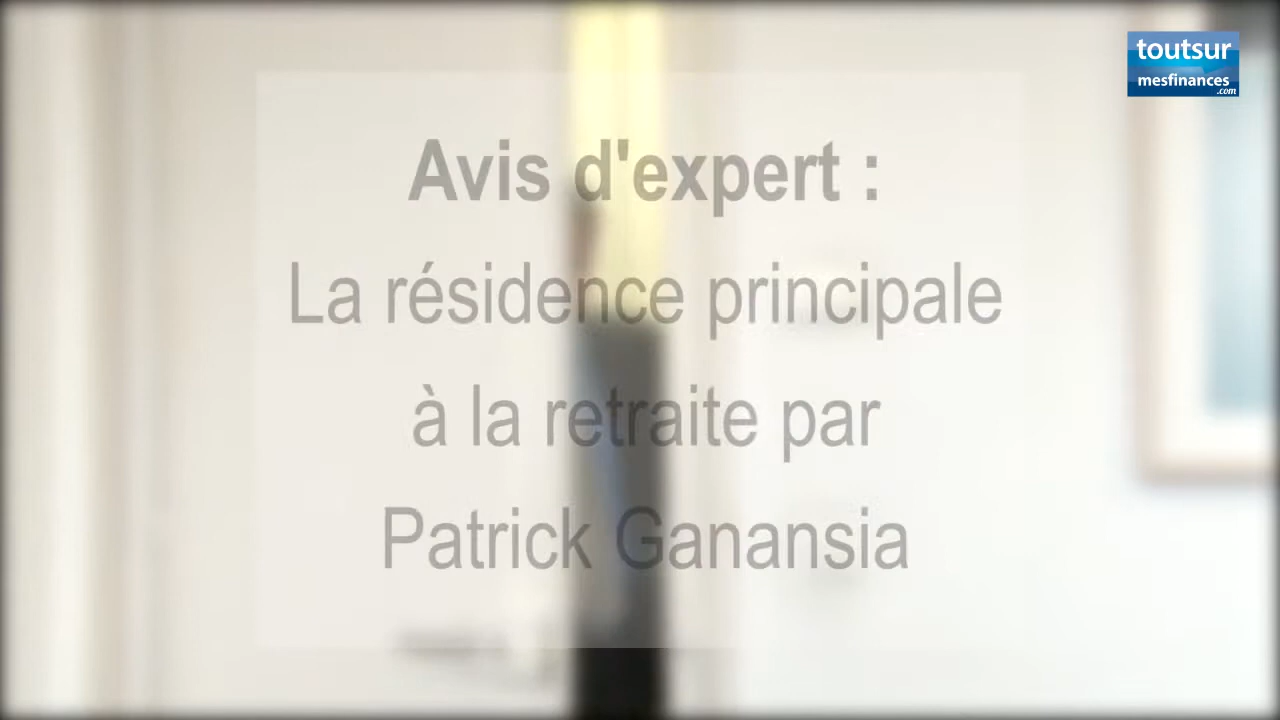 toutsur
mesfinances
.com
Avis d'expert :
La résidence principale
à la retraite par
Patrick Ganansia